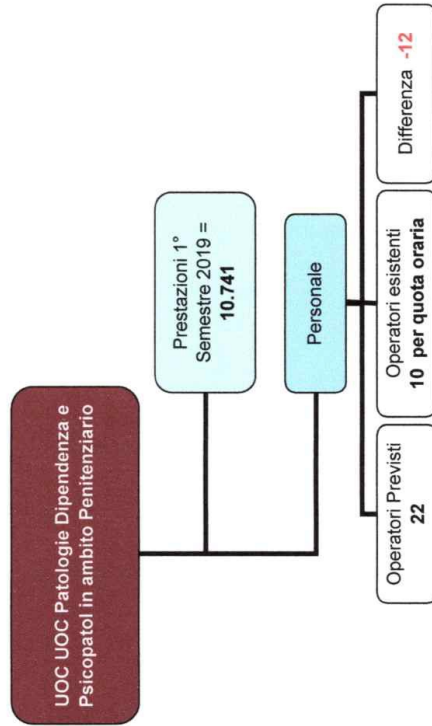 UOC UOC Patologie Dipendenza e
Psicopatol in ambito Penitenziario
Prestazioni 1°
Semestre 2019 =
10.741
Personale
Operatori Previsti
22
Operatori esistenti
10 per quota oraria
Differenza -12